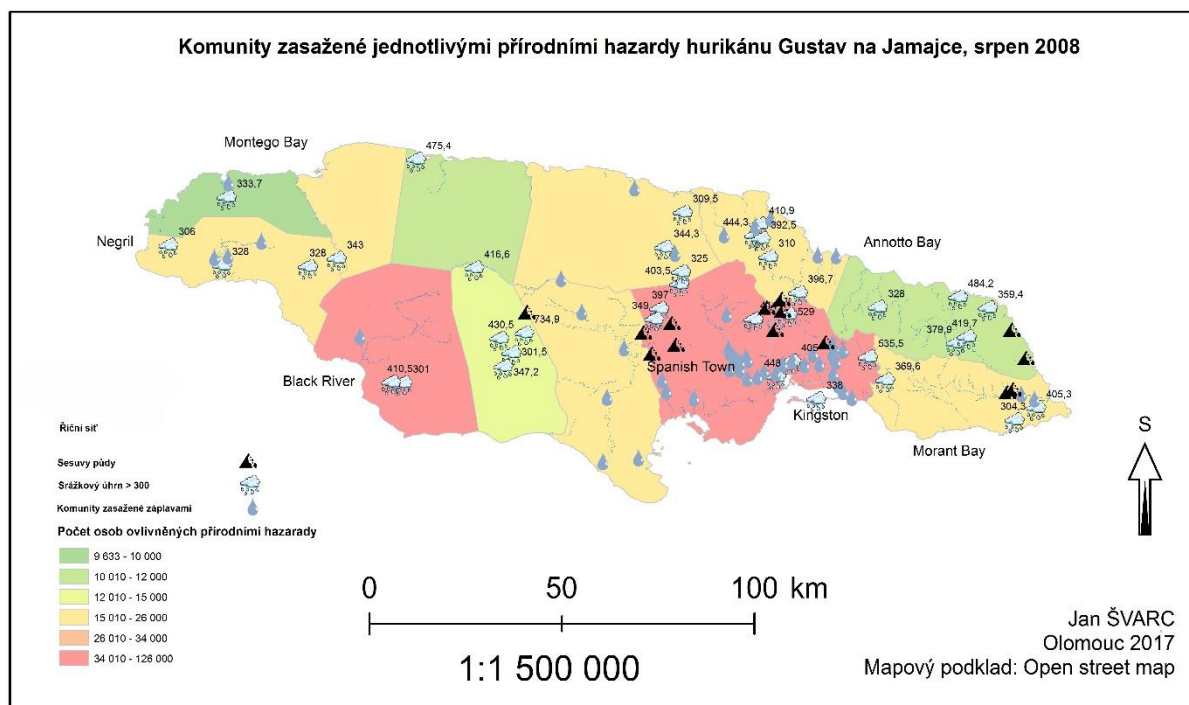 Komunity zasažené jednotlivými přírodními hazardy hurikánu Gustav na Jamajce, srpen 2008
Montego Bay
475,4
333,7
309,5
410,9
444,3
392,5
Negril
306
344,3
310
Annotto Bay
328
328
343
416,6
325
403,5
396,7
484,2
397
328
359,4
349
529
734,9
430,5
379,9
419,7
301,5
405
535,5
347,2
Spanish Town
448
369,6
Black River
410,5301
338
405,3
Kingston
304,3
Morant Bay
S
Říční síť
Sesuvy půdy
Srážkový úhrn > 300
Komunity zasažené záplavami
Počet osob ovlivněných přírodními hazarady
9 633 - 10 000
10 010 - 12 000
12 010 - 15 000
15 010 - 26 000
26 010 - 34 000
34 010 - 126 000
0 50 100 km
1:1 500 000
Jan ŠVARC
Olomouc 2017
Mapový podklad: Open street map